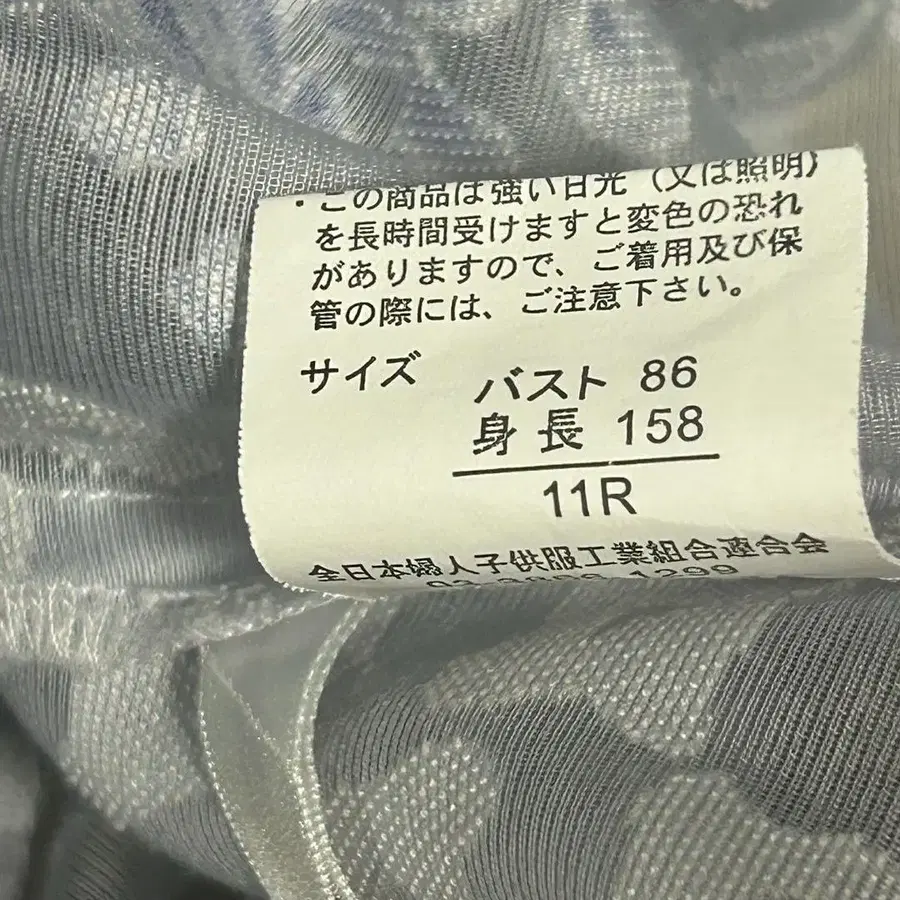 ・この商品は強い日光(又は照明)
を長時間受けますと変色の恐れ
がありますので、ご着用及び保
管の際には、ご注意下さい。
サイズ
バスト 86
身長 158
11R
全日本婦人子供服工業組合連合会